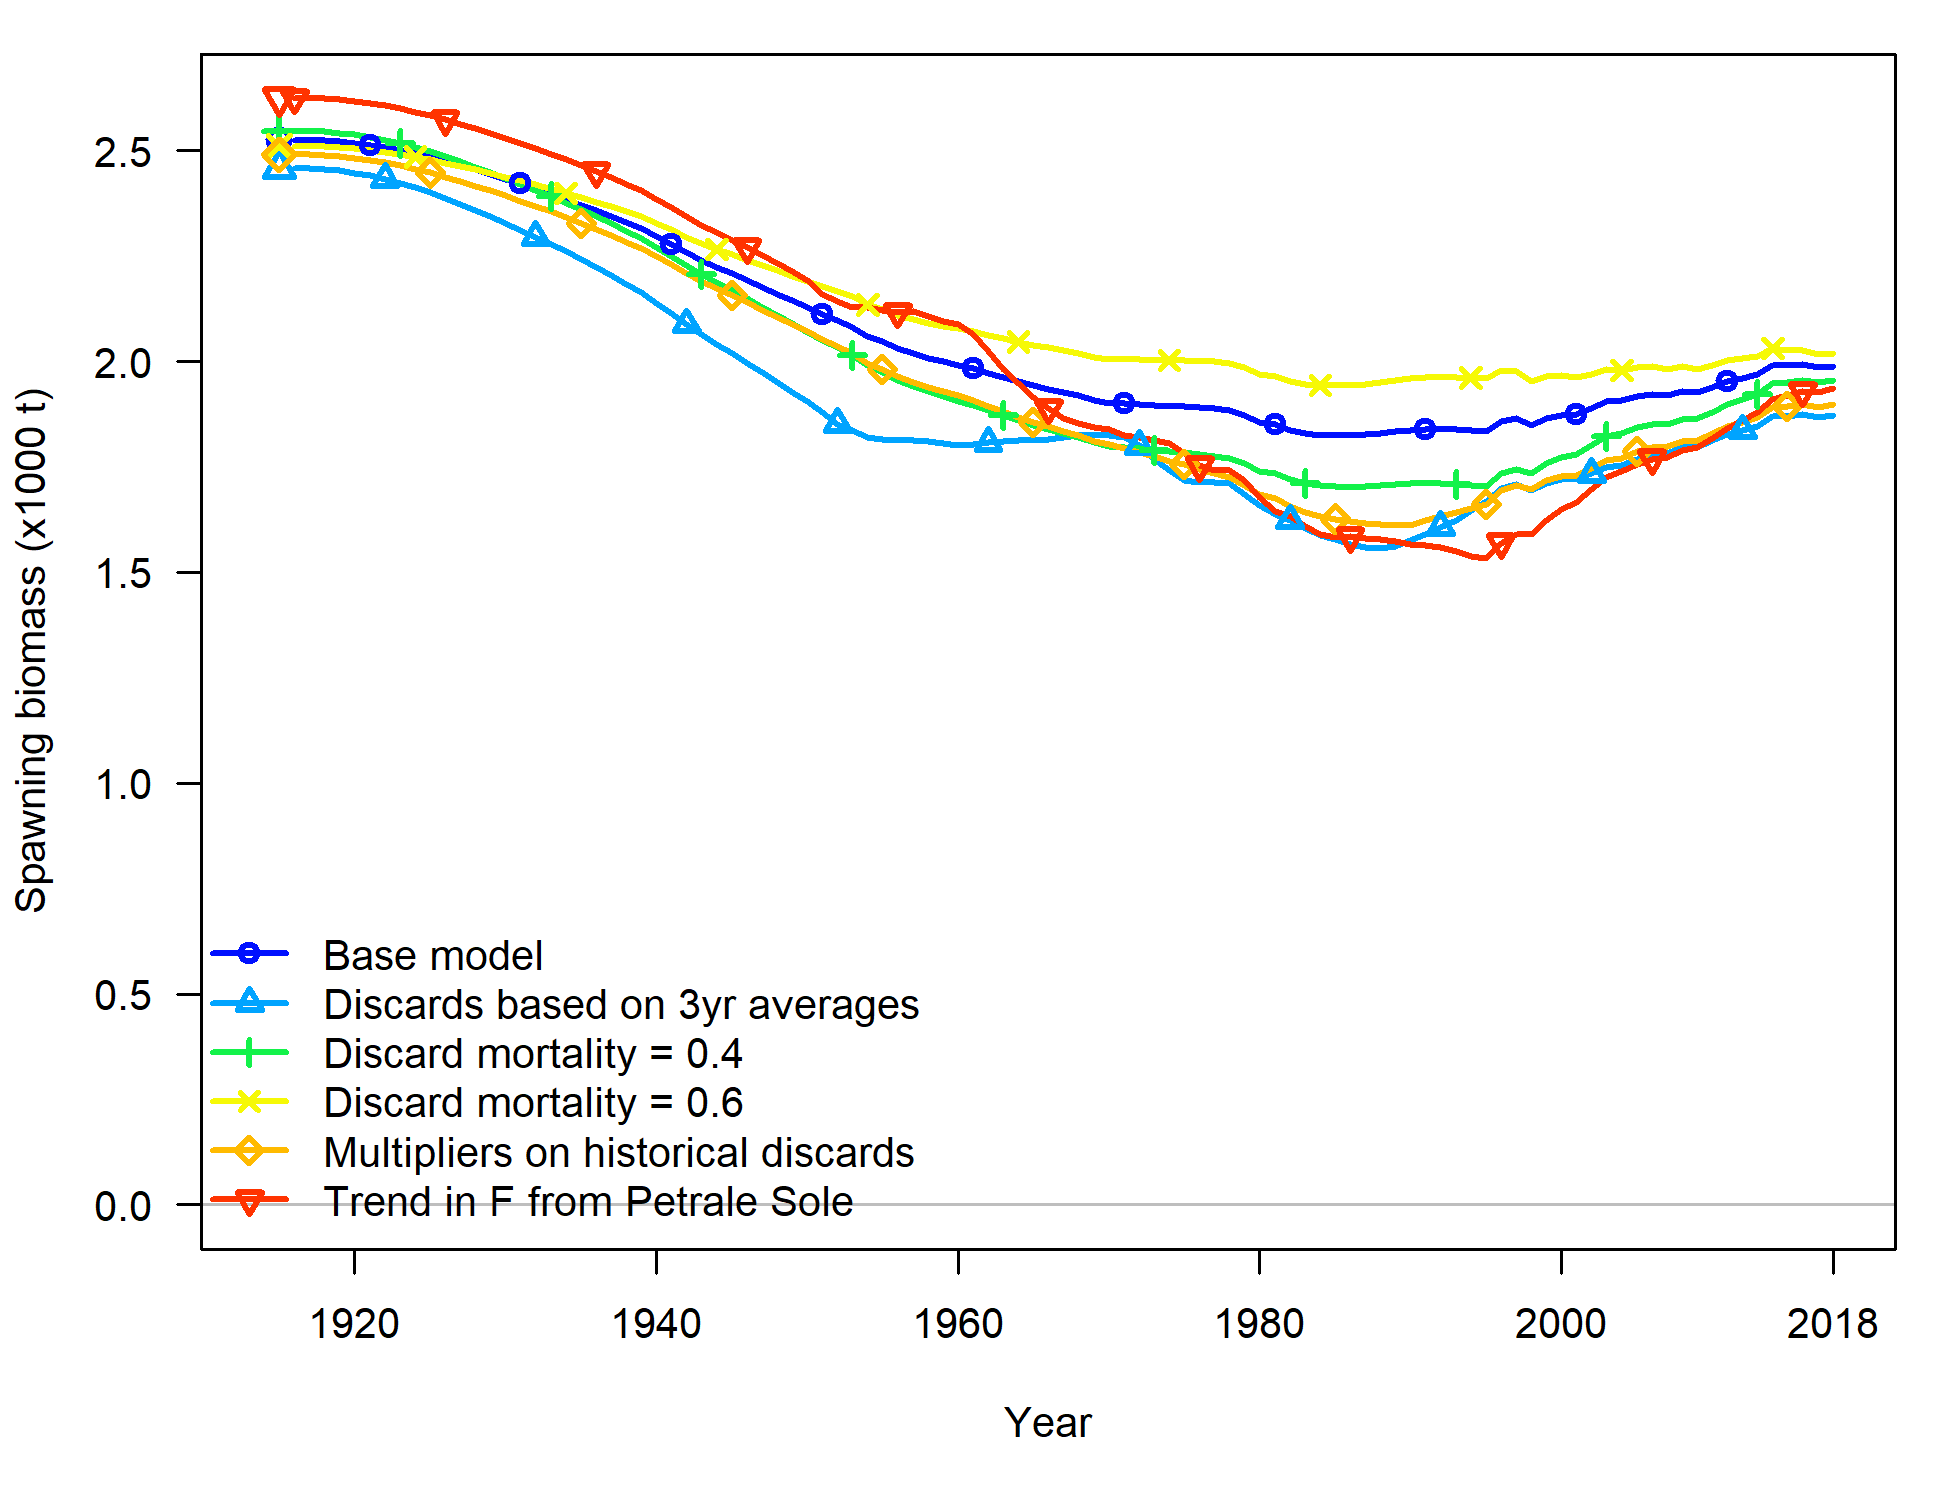 Spawning biomass (x1000 t)
2.5
2.0
1.5
1.0
0.5
0.0
Base model
Discards based on 3yr averages
Discard mortality = 0.4
Discard mortality = 0.6
Multipliers on historical discards
Trend in F from Petrale Sole
1920 1940 1960 1980 2000 2018
Year